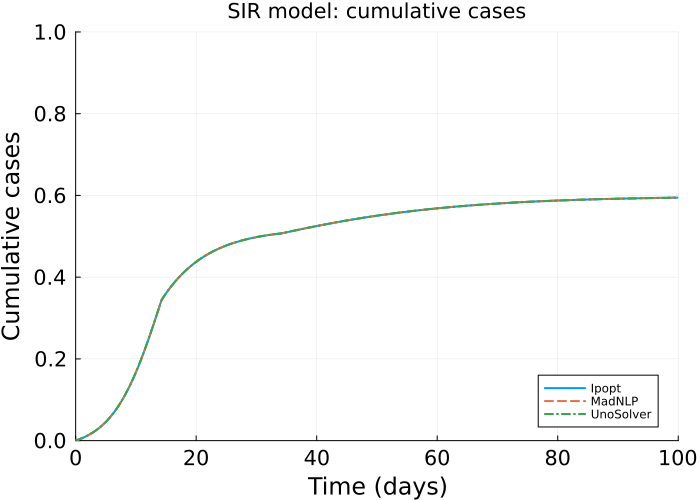 SIR model: cumulative cases
1.0
0.8
0.6
0.4
0.2
0.0
Cumulative cases
Ipopt
MadNLP
UnoSolver
0 20 40 60 80 100
Time (days)